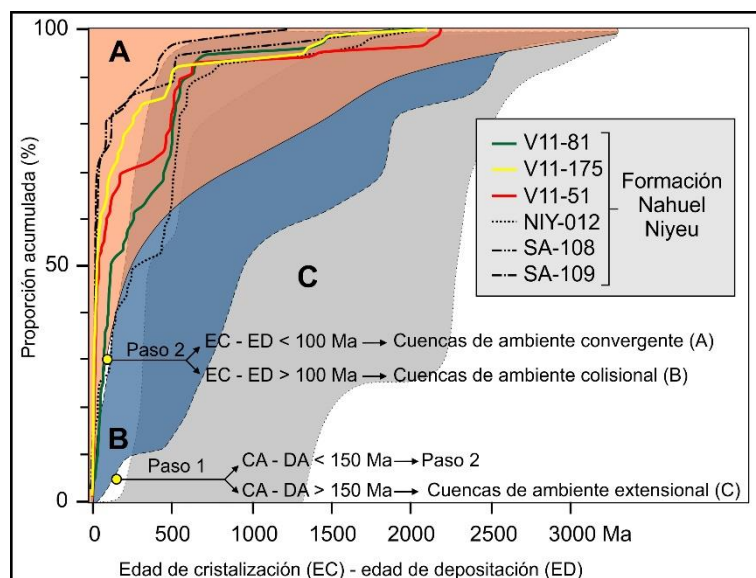 100
A
V11-81
V11-175
V11-51
NIY-012
SA-108
SA-109
Formación
Nahuel
Niyeu
Proporción acumulada (%)
50
C
Paso 2
EC - ED < 100 Ma → Cuencas de ambiente convergente (A)
EC - ED > 100 Ma → Cuencas de ambiente colisional (B)
B
Paso 1
CA - DA < 150 Ma → Paso 2
CA - DA > 150 Ma → Cuencas de ambiente extensional (C)
0
0 500 1000 1500 2000 2500 3000 Ma
Edad de cristalización (EC) - edad de depositación (ED)